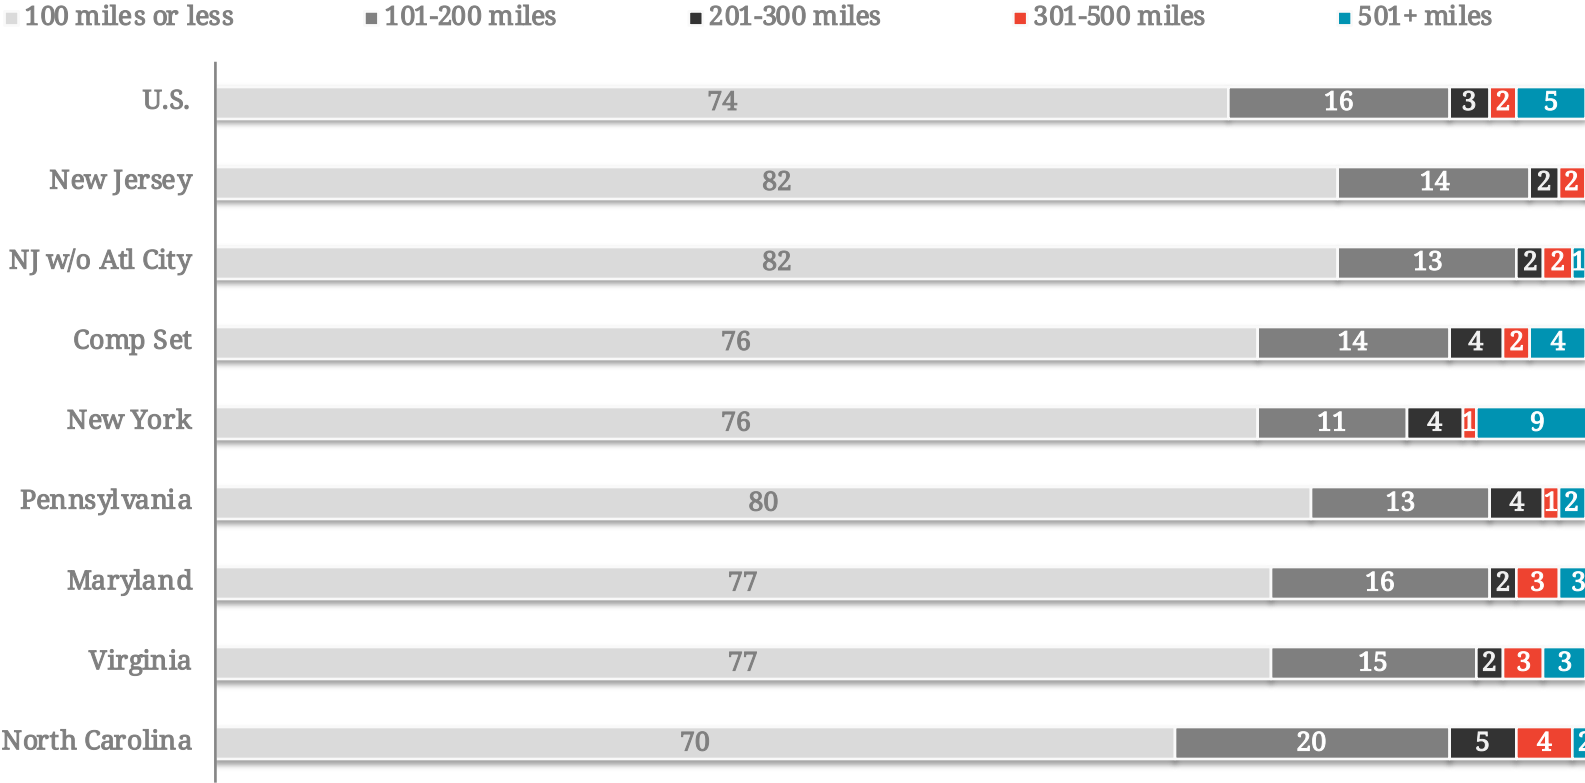 100 miles or less 101-200 miles 201-300 miles 301-500 miles 501+ miles
U.S. 74 16 3 2 5
New Jersey 82 14 2 2
NJ w/o Atl City 82 13 2 2 1
Comp Set 76 14 4 2 4
New York 76 11 4 1 9
Pennsylvania 80 13 4 1 2
Maryland 77 16 2 3 3
Virginia 77 15 2 3 3
North Carolina 70 20 5 4 2